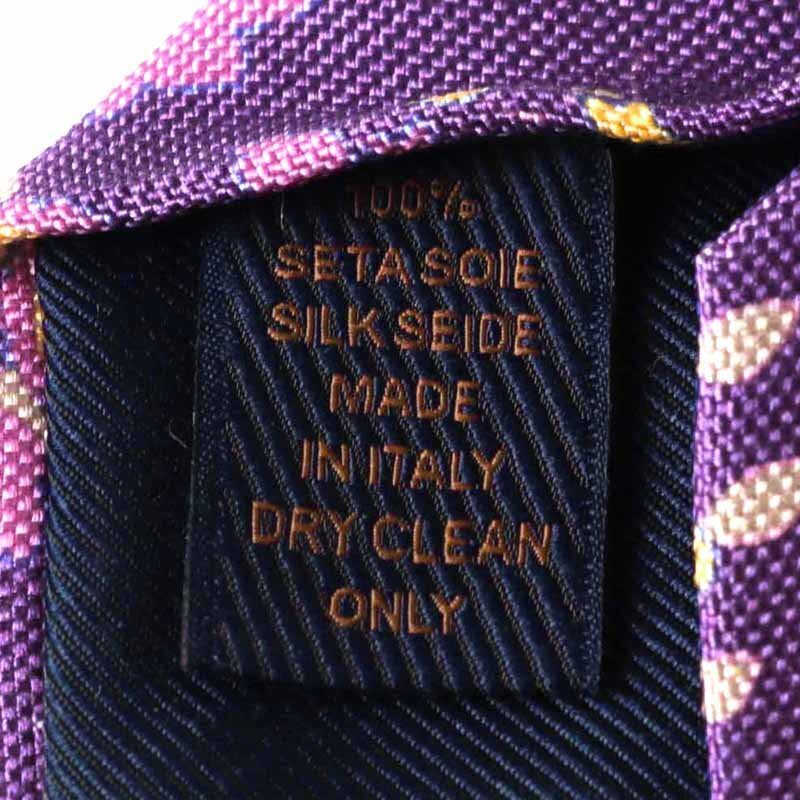 100%
SETA SOIE
SILK SEIDE
MADE
IN ITALY
DRY CLEAN
ONLY